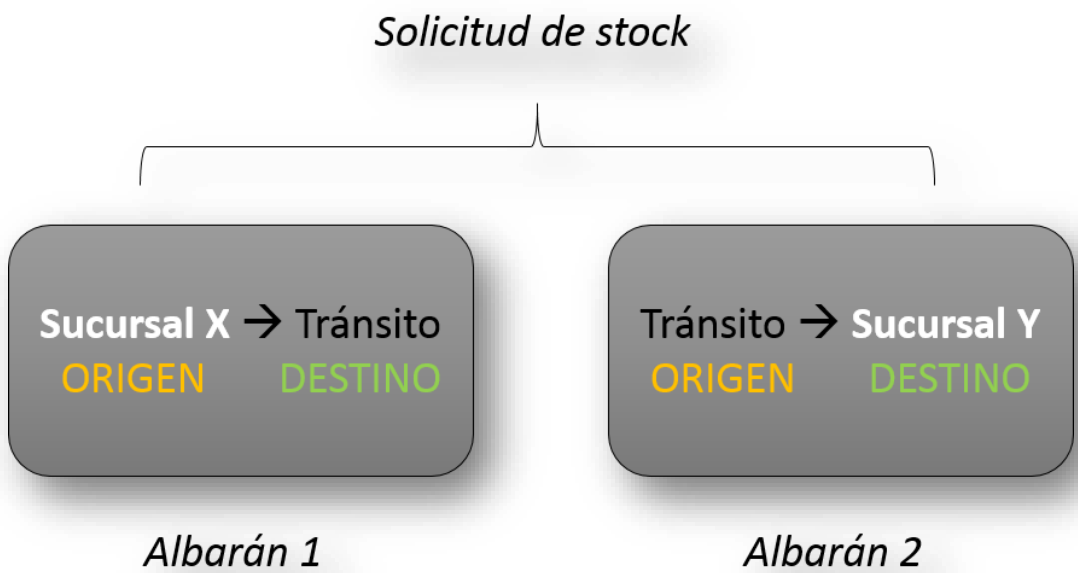 Solicitud de stock
Sucursal X → Tránsito
ORIGEN DESTINO
Albarán 1
Tránsito → Sucursal Y
ORIGEN DESTINO
Albarán 2